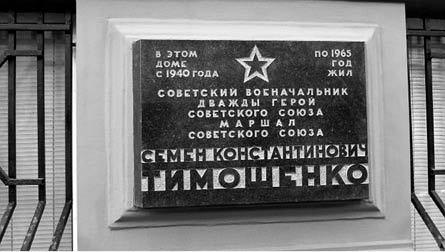 В ЭТОМ ПО 1965
ДОМЕ ГОД
С 1940 ГОДА ЖИЛ
СОВЕТСКИЙ ВОЕНАЧАЛЬНИК
ДВАЖДЫ ГЕРОЙ
СОВЕТСКОГО СОЮЗА
МАРШАЛ
СОВЕТСКОГО СОЮЗА
СЕМЕН КОНСТАНТИНОВИЧ
ТИМОШЕНКО